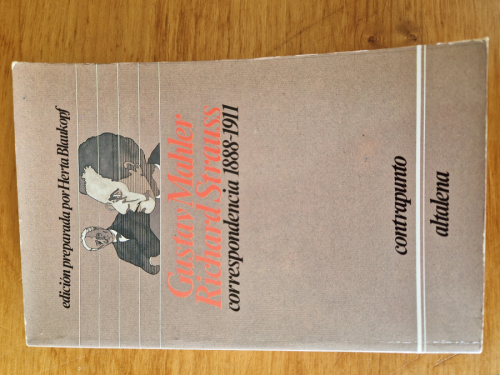 edición preparada por Herta Blaukopf
Gustav Mahler
Richard Strauss
correspondencia 1888-1911
contrapunto
altalena